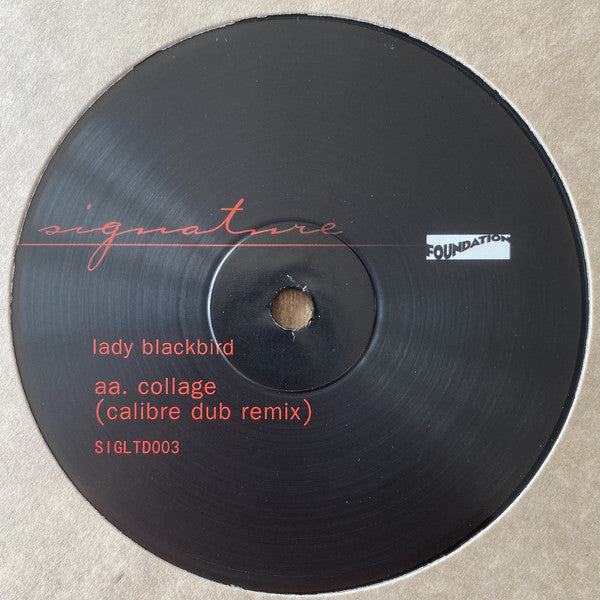 signature
FOUNDATION
lady blackbird
aa. collage
(calibre dub remix)
SIGLTD003